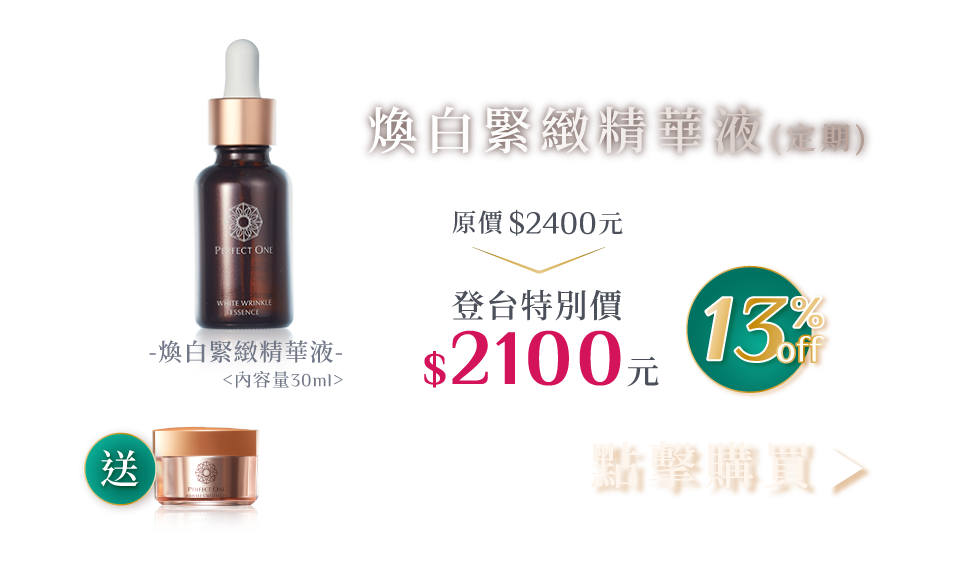 煥白緊緻精華液(定期)
原價 $2400元
登台特別價
$2100元
13%
off
PERFECT ONE
WHITE WRINKLE
ESSENCE
-煥白緊緻精華液-
<內容量30ml>
送
PERFECT ONE
點擊購買